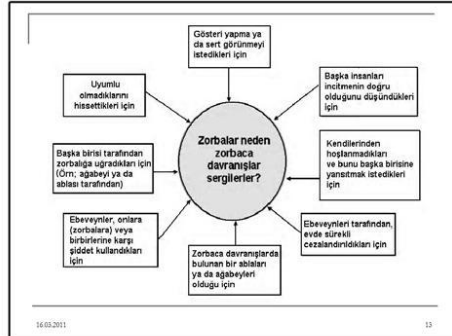 Gösteri yapma ya
da sert görünmeyi
istedikleri için
Uyumlu
olmadıklarını
hissettikleri için
Başka insanları
incitmenin doğru
olduğunu düşündükleri
için
Zorbalar neden
zorbaca
davranışlar
sergilerler?
Başka birisi tarafından
zorbalığa uğradıkları için
(Örn; ağabeyi ya da
ablası tarafından)
Kendilerinden
hoşlanmadıkları
ve bunu başka birisine
yansıtmak istedikleri
için
Ebeveynler, onlara
(zorbalara) veya
birbirlerine karşı
şiddet kullandıkları
için
Zorbaca davranışlarda
bulunan bir ablaları
ya da ağabeyleri
olduğu için
Ebeveynleri tarafından,
evde sürekli
cezalandırıldıkları için
16.03.2011
13